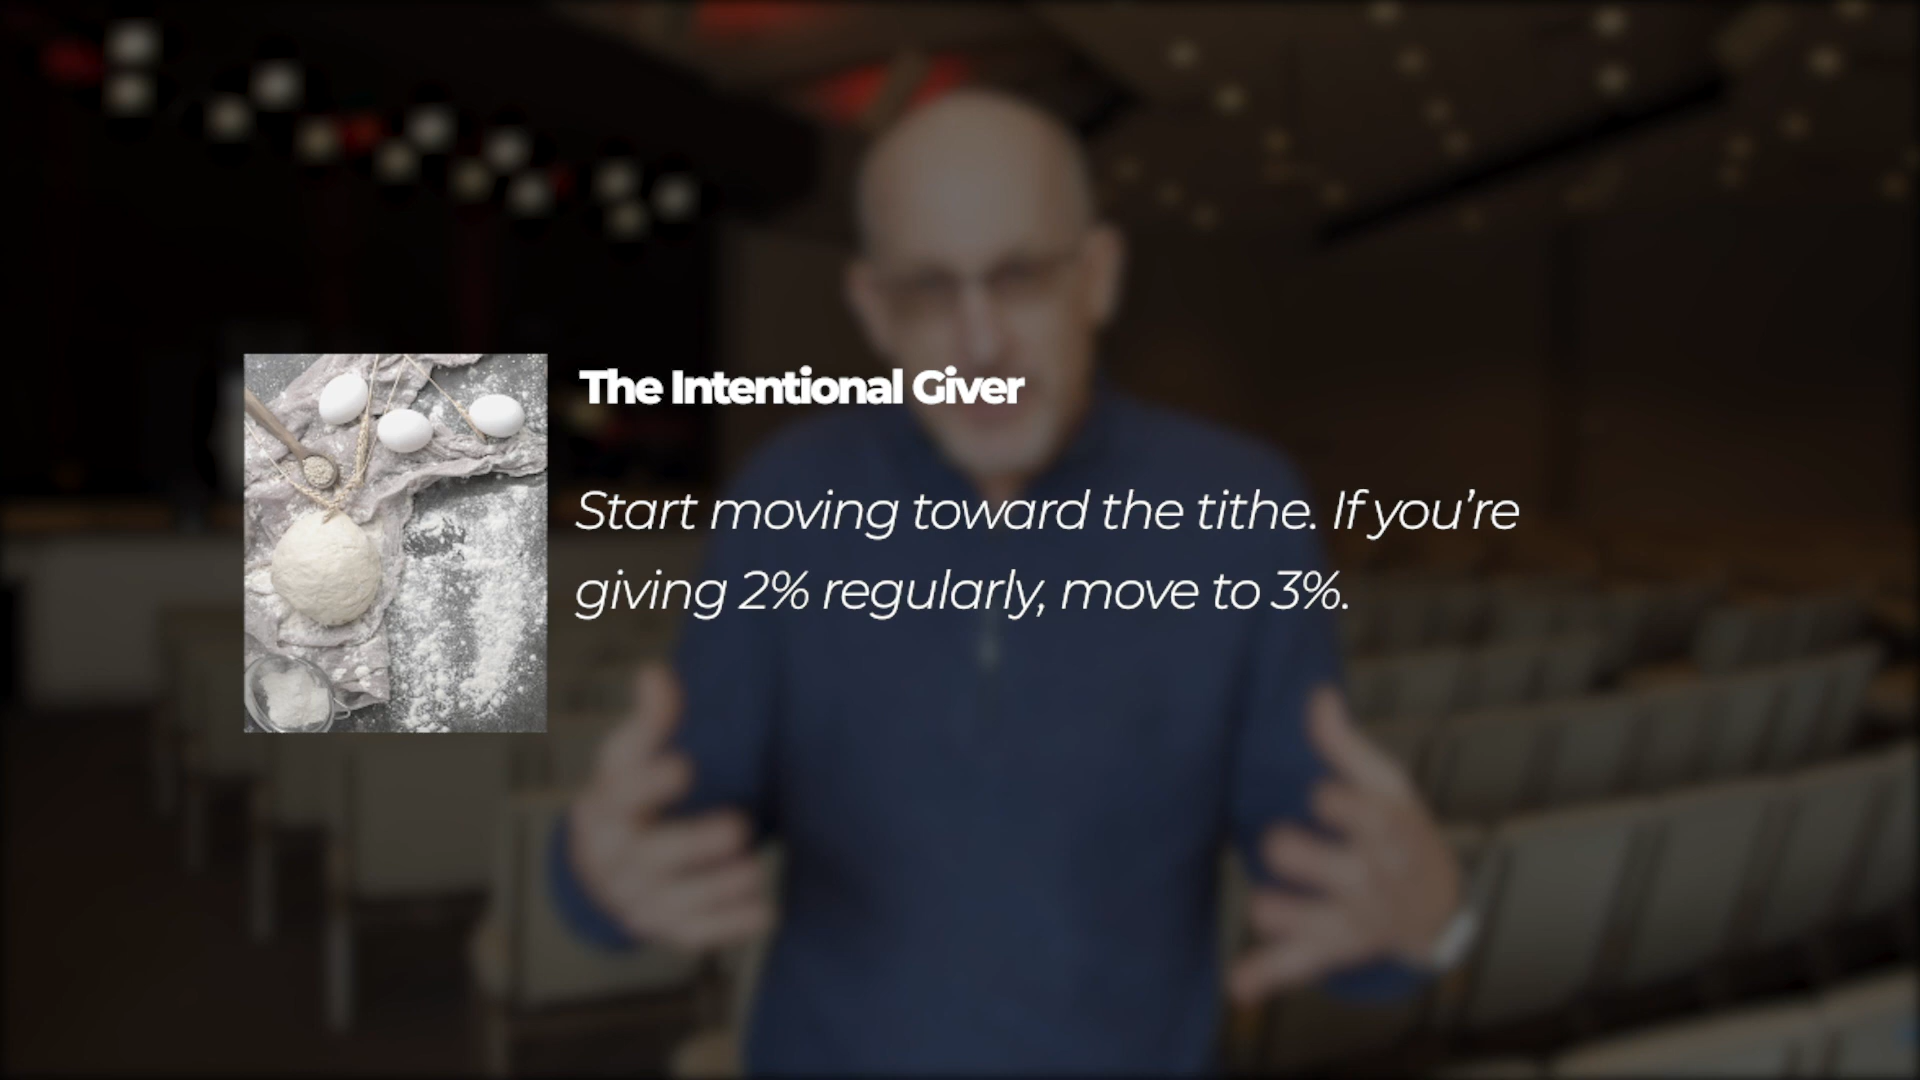 The Intentional Giver
Start moving toward the tithe. If you’re
giving 2% regularly, move to 3%.